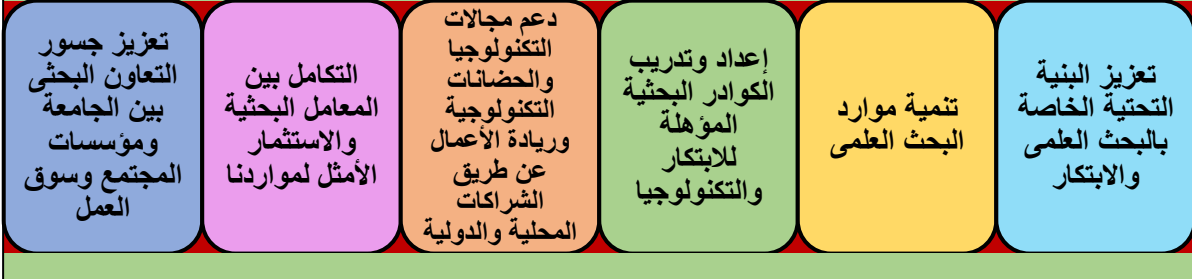 تعزيز البنية
التحتية الخاصة
بالبحث العلمى
والابتكار
تنمية موارد
البحث العلمى
إعداد وتدريب
الكوادر البحثية
المؤهلة
للابتكار
والتكنولوجيا
دعم مجالات
التكنولوجيا
والحضانات
التكنولوجية
وريادة الأعمال
عن طريق
الشراكات
المحلية والدولية
التكامل بين
المعامل البحثية
والاستثمار
الأمثل لمواردنا
تعزيز جسور
التعاون البحثى
بين الجامعة
ومؤسسات
المجتمع وسوق
العمل